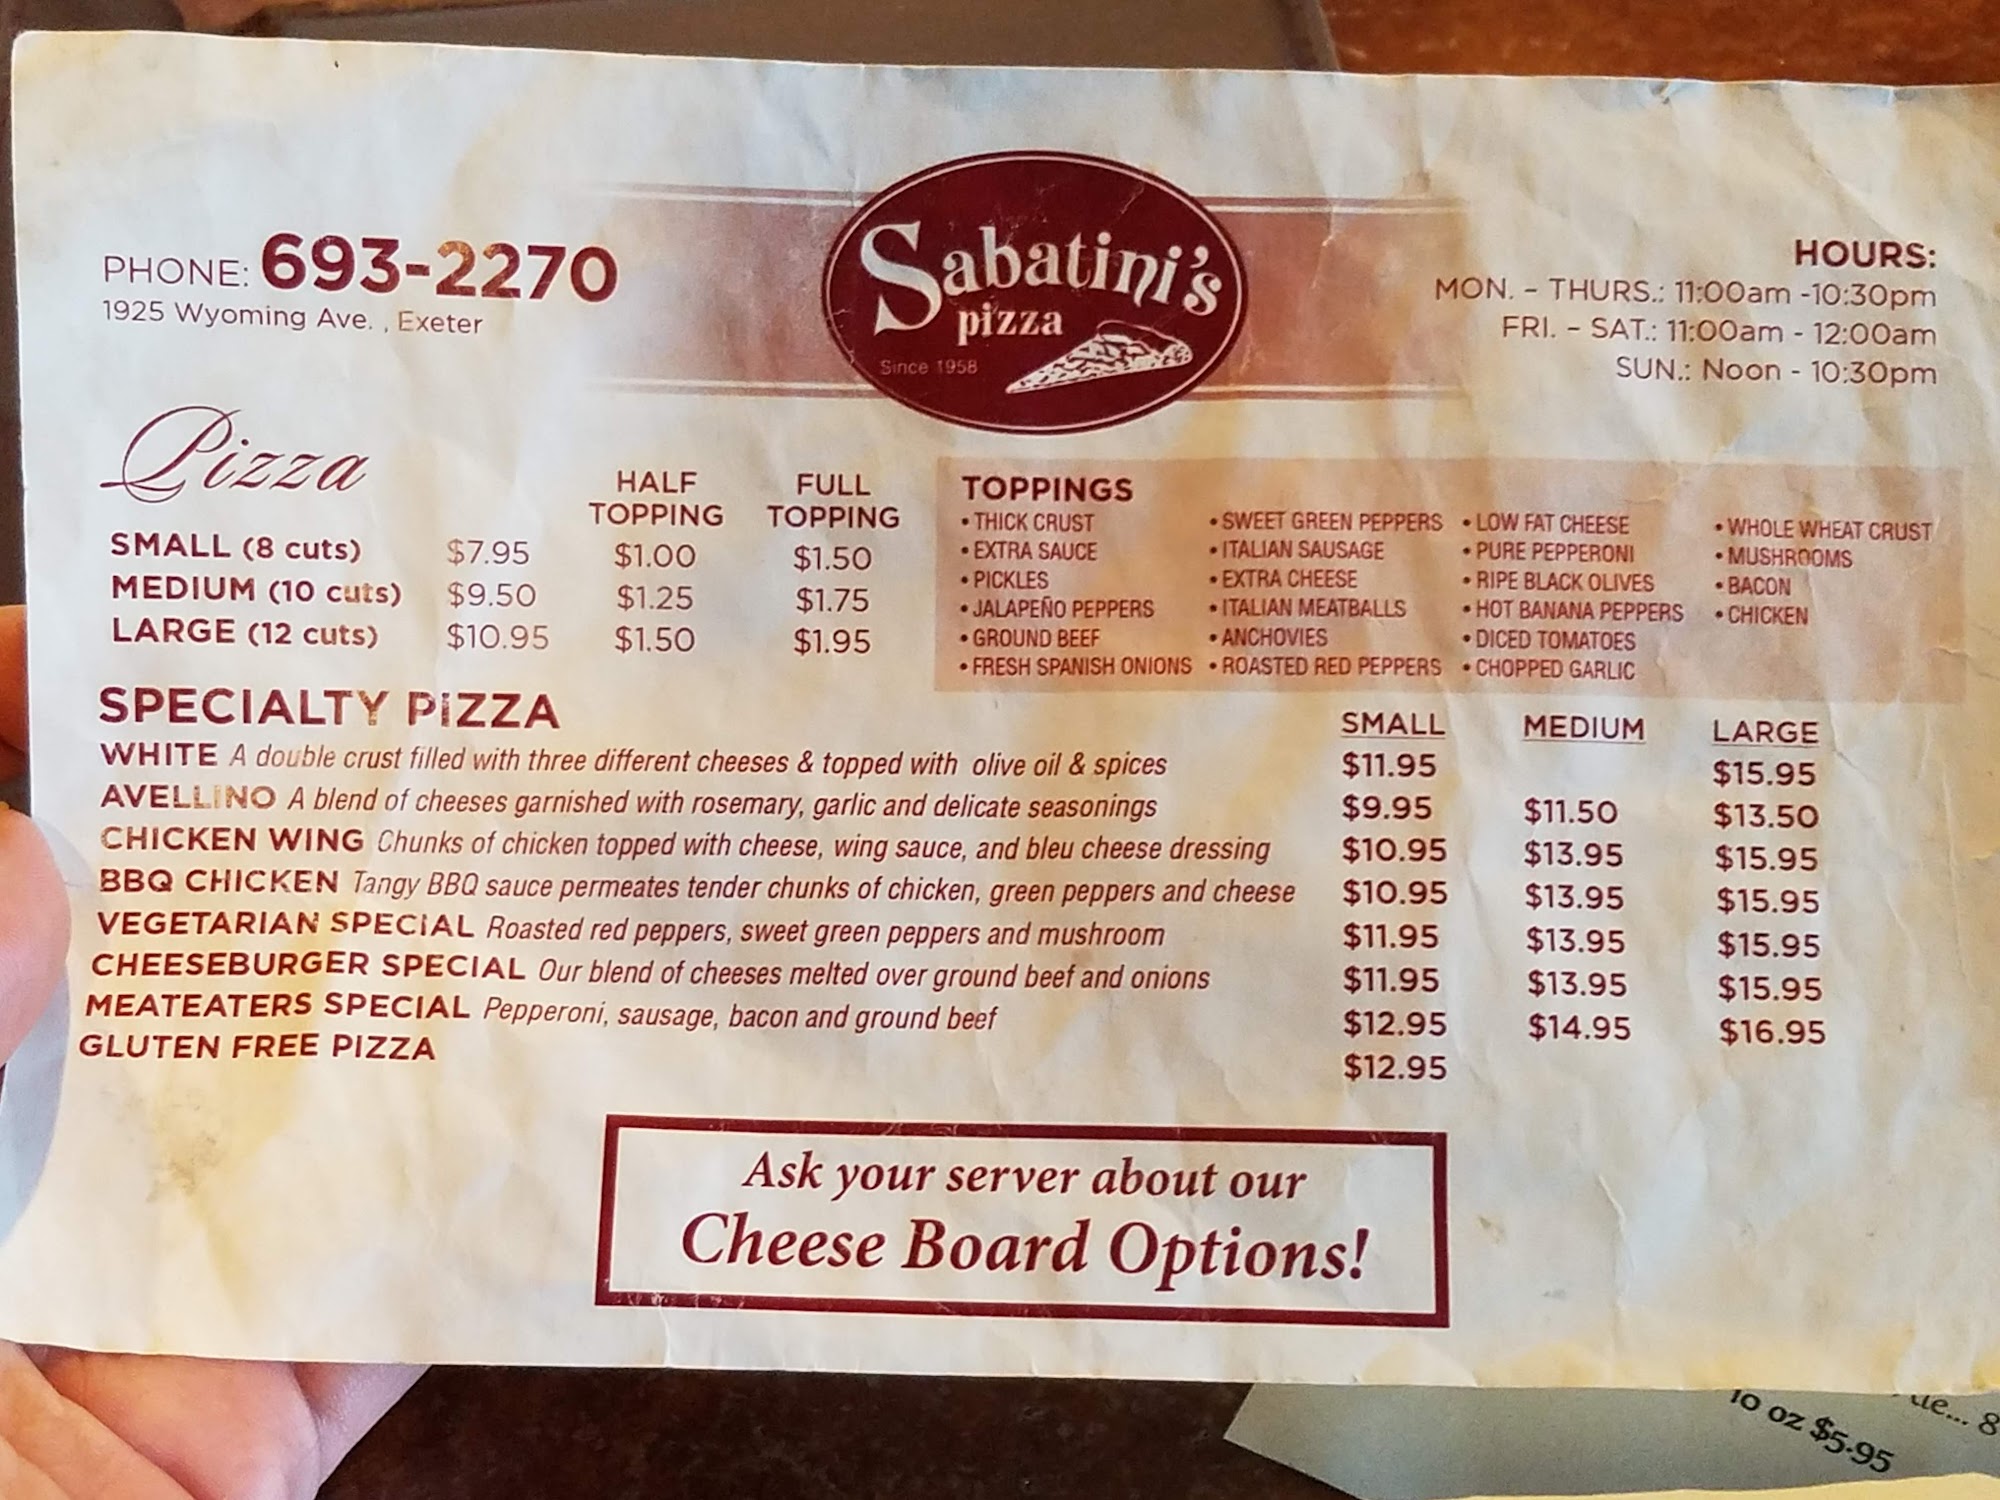 PHONE: 693-2270
1925 Wyoming Ave. , Exeter
Sabatini's
pizza
Since 1958
HOURS:
MON. – THURS.: 11:00am -10:30pm
FRI. – SAT.: 11:00am - 12:00am
SUN.: Noon - 10:30pm
Pizza
HALF TOPPING FULL TOPPING
SMALL (8 cuts) $7.95 $1.00 $1.50
MEDIUM (10 cuts) $9.50 $1.25 $1.75
LARGE (12 cuts) $10.95 $1.50 $1.95
TOPPINGS
• THICK CRUST
• EXTRA SAUCE
• PICKLES
• JALAPEÑO PEPPERS
• GROUND BEEF
• FRESH SPANISH ONIONS
• SWEET GREEN PEPPERS
• ITALIAN SAUSAGE
• EXTRA CHEESE
• ITALIAN MEATBALLS
• ANCHOVIES
• ROASTED RED PEPPERS
• LOW FAT CHEESE
• PURE PEPPERONI
• RIPE BLACK OLIVES
• HOT BANANA PEPPERS
• DICED TOMATOES
• CHOPPED GARLIC
• WHOLE WHEAT CRUST
• MUSHROOMS
• BACON
• CHICKEN
SPECIALTY PIZZA SMALL MEDIUM LARGE
WHITE A double crust filled with three different cheeses & topped with olive oil & spices $11.95 $15.95
AVELLINO A blend of cheeses garnished with rosemary, garlic and delicate seasonings $9.95 $11.50 $13.50
CHICKEN WING Chunks of chicken topped with cheese, wing sauce, and bleu cheese dressing $10.95 $13.95 $15.95
BBQ CHICKEN Tangy BBQ sauce permeates tender chunks of chicken, green peppers and cheese $10.95 $13.95 $15.95
VEGETARIAN SPECIAL Roasted red peppers, sweet green peppers and mushroom $11.95 $13.95 $15.95
CHEESEBURGER SPECIAL Our blend of cheeses melted over ground beef and onions $11.95 $13.95 $15.95
MEATEATERS SPECIAL Pepperoni, sausage, bacon and ground beef $12.95 $14.95 $16.95
GLUTEN FREE PIZZA $12.95
Ask your server about our
Cheese Board Options!
10 oz $5.95